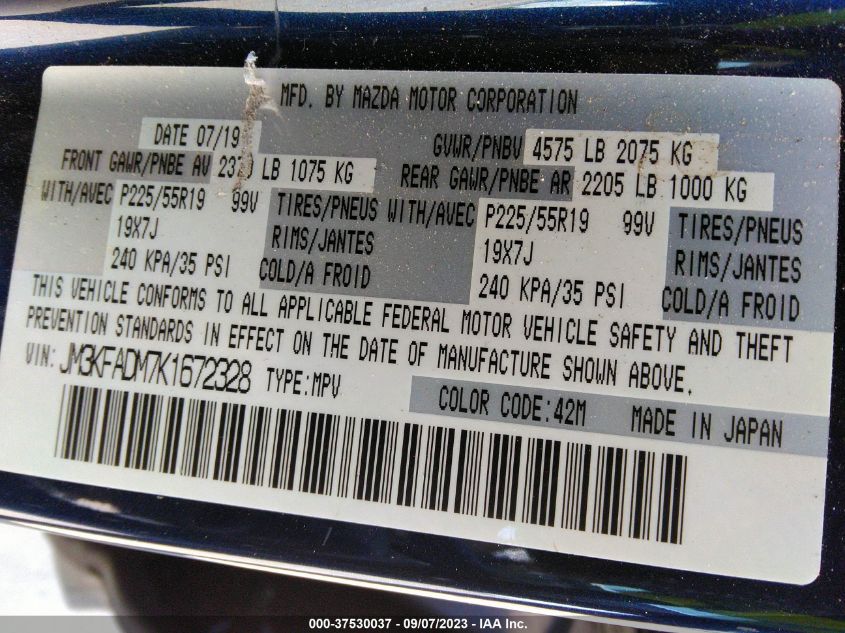 MFD. BY MAZDA MOTOR CORPORATION
DATE 07/19 GVWR/PNBV 4575 LB 2075 KG
FRONT GAWR/PNBE AV LB 1075 KG REAR GAWR/PNBE AR 2205 LB 1000 KG
WITH/AVEC P225/55R19 99V TIRES/PNEUS WITH/AVEC P225/55R19 99V TIRES/PNEUS
19X7J RIMS/JANTES 19X7J RIMS/JANTES
240 KPA/35 PSI COLD/A FROID 240 KPA/35 PSI COLD/A FROID
THIS VEHICLE CONFORMS TO ALL APPLICABLE FEDERAL MOTOR VEHICLE SAFETY AND THEFT
PREVENTION STANDARDS IN EFFECT ON THE DATE OF MANUFACTURE SHOWN ABOVE.
VIN: JM3KFADM7K1672328 TYPE:MPV
COLOR CODE:42M MADE IN JAPAN
000-37530037 - 09/07/2023 - IAA Inc.